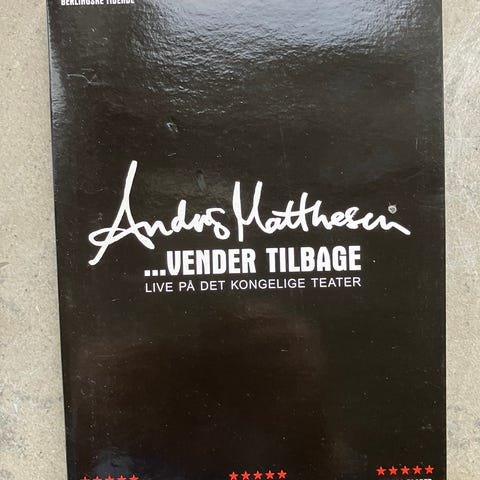 BERLINGSKE TIDENDE
Anders Matthesen
...VENDER TILBAGE
LIVE PÅ DET KONGELIGE TEATER